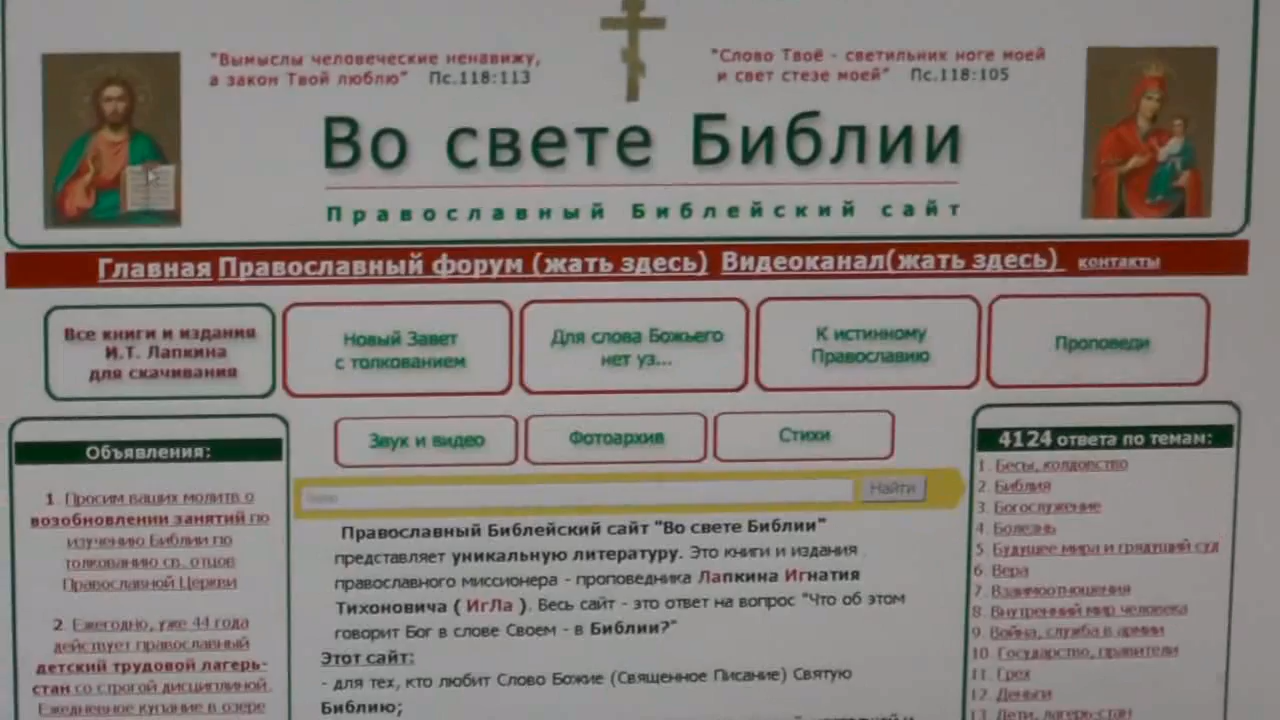 "Вымыслы человеческие ненавижу,
а закон Твой люблю" Пс.118:113
"Слово Твоё - светильник ноге моей
и свет стезе моей" Пс.118:105
Во свете Библии
Православный Библейский сайт
Главная Православный форум (жать здесь) Видеоканал(жать здесь) контакты
Все книги и издания
И.Т. Лапкина
для скачивания
Новый Завет
с толкованием
Для слова Божьего
нет уз...
К истинному
Православию
Проповеди
Звук и видео
Фотоархив
Стихи
Объявления:
1. Просим ваших молитв о
возобновлении занятий по
изучению Библии по
толкованию св. отцов
Православной Церкви
2. Ежегодно, уже 44 года
действует православный
детский трудовой лагерь-
стан со строгой дисциплиной.
Ежедневное купание в озере
Найти
Православный Библейский сайт "Во свете Библии"
представляет уникальную литературу. Это книги и издания
православного миссионера - проповедника Лапкина Игнатия
Тихоновича ( ИгЛа ). Весь сайт - это ответ на вопрос "Что об этом
говорит Бог в слове Своем - в Библии?"
Этот сайт:
- для тех, кто любит Слово Божие (Священное Писание) Святую
Библию;
4124 ответа по темам:
1. Бесы, колдовство
2. Библия
3. Богослужение
4. Болезнь
5. Будущее мира и грядущий суд
6. Вера
7. Взаимоотношения
8. Внутренний мир человека
9. Война, служба в армии
10. Государство, правители
11. Грех
12. Деньги
13. Дети, лагерь-стан